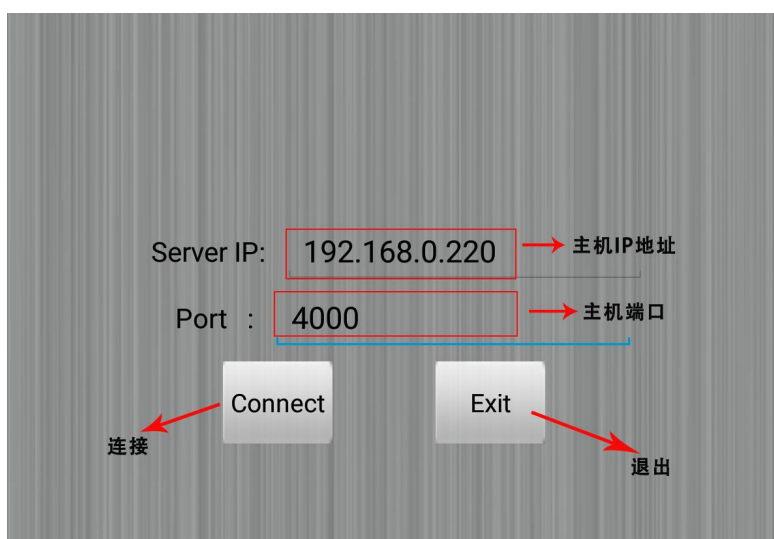 Server IP: 192.168.0.220 主机IP地址
Port : 4000 主机端口
Connect Exit
连接 退出